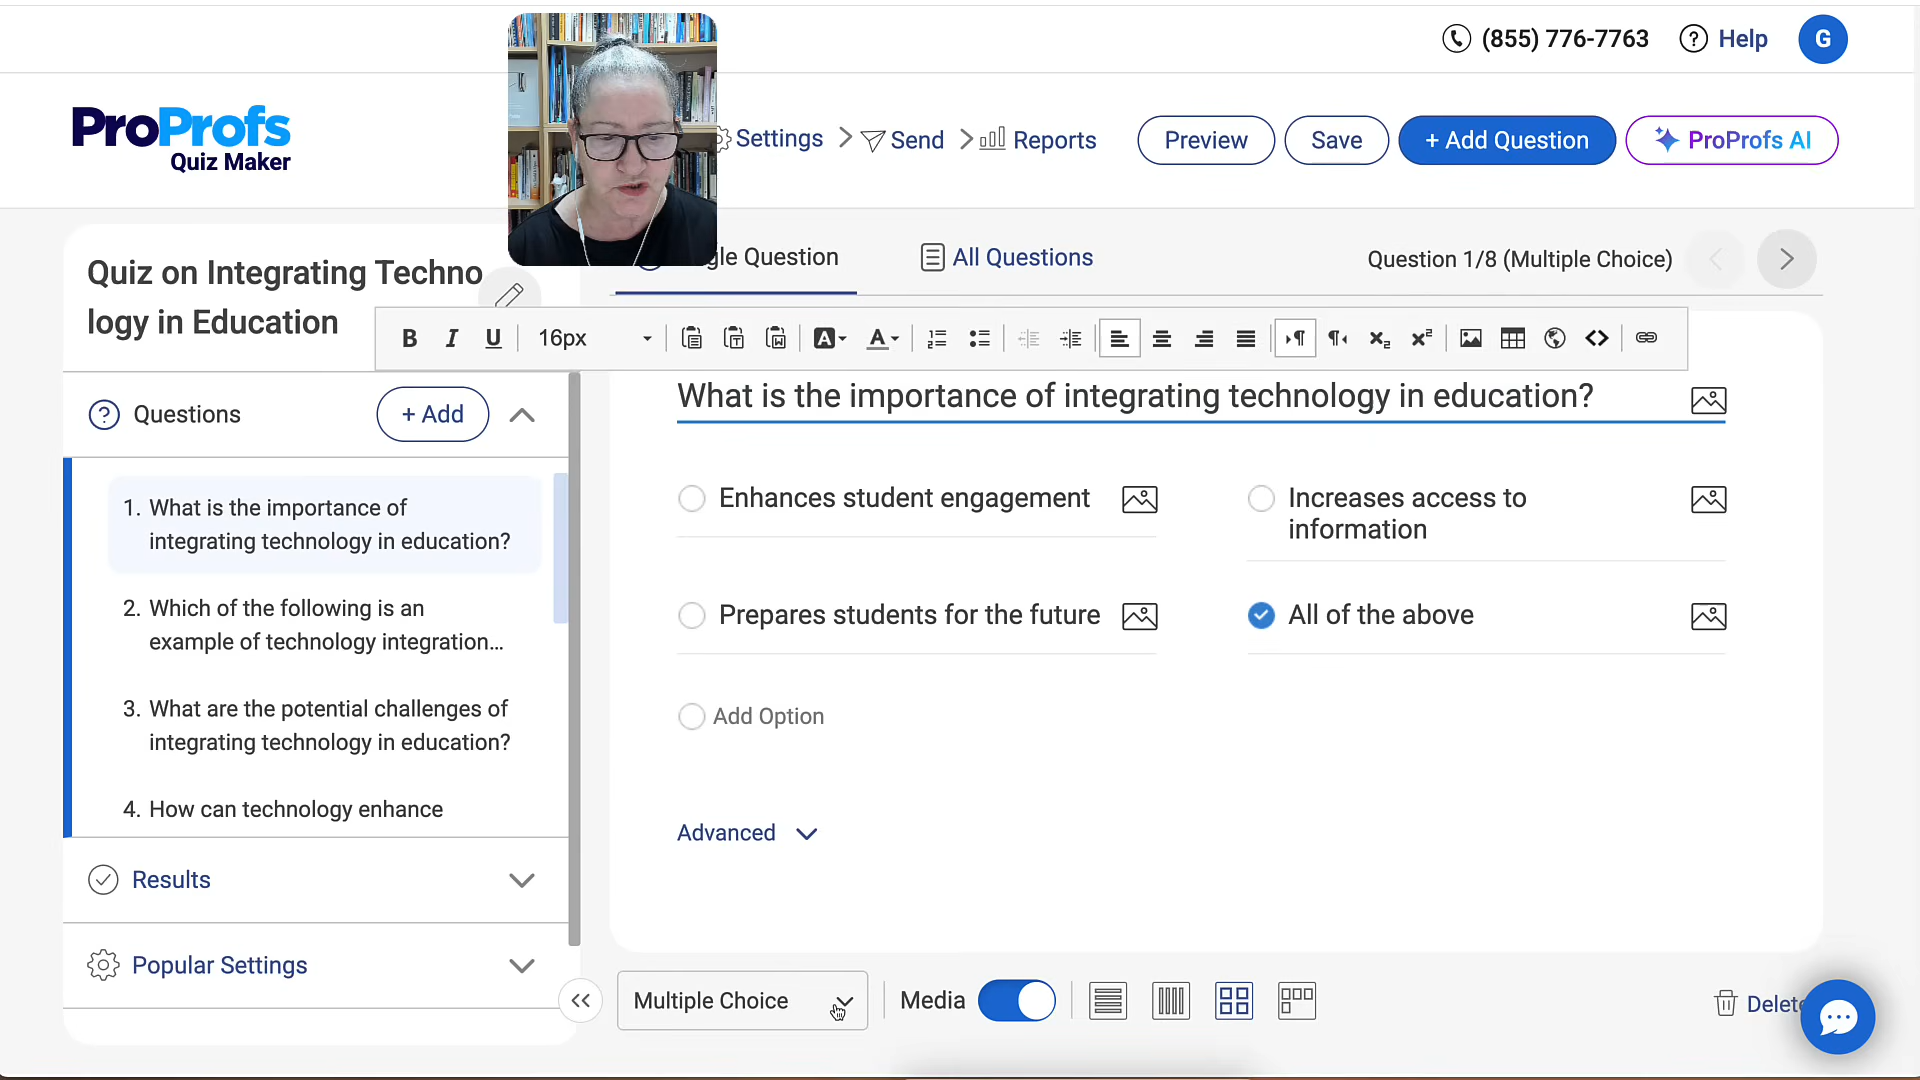 (855) 776-7763
Help
G
ProProfs
Quiz Maker
Settings
Send
Reports
Preview
Save
+ Add Question
ProProfs AI
Quiz on Integrating Techno
logy in Education
gle Question
All Questions
Question 1/8 (Multiple Choice)
B I U
16px
Questions
+ Add
What is the importance of integrating technology in education?
1. What is the importance of
integrating technology in education?
2. Which of the following is an
example of technology integration...
3. What are the potential challenges of
integrating technology in education?
4. How can technology enhance
Enhances student engagement
Increases access to
information
Prepares students for the future
All of the above
Add Option
Advanced
Results
Popular Settings
Multiple Choice
Media
Delete